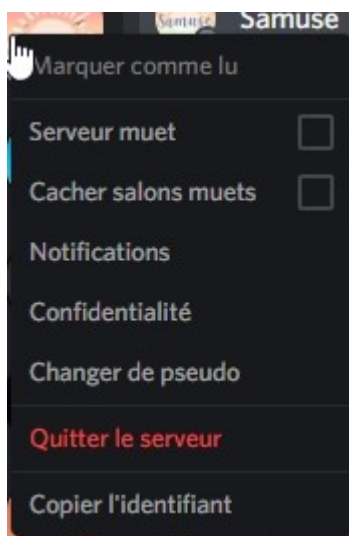 Samuse
Samuse
Marquer comme lu
Serveur muet
Cacher salons muets
Notifications
Confidentialité
Changer de pseudo
Quitter le serveur
Copier l'identifiant